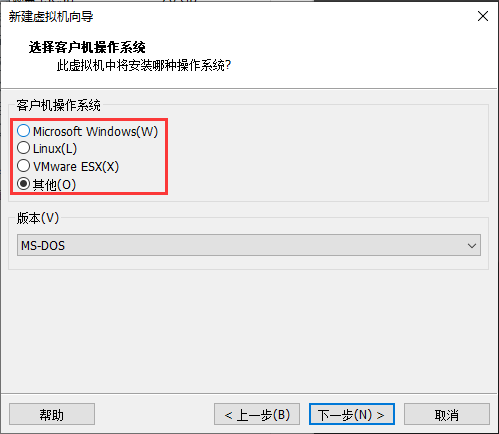 新建虚拟机向导
选择客户机操作系统
此虚拟机中将安装哪种操作系统?
客户机操作系统
Microsoft Windows(W)
Linux(L)
VMware ESX(X)
其他(O)
版本(V)
MS-DOS
帮助
< 上一步(B)
下一步(N) >
取消